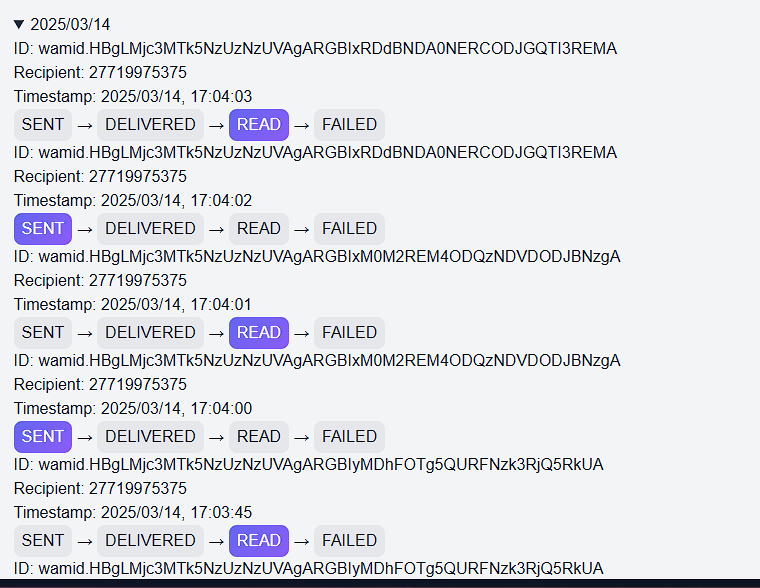 ▼ 2025/03/14
ID: wamid.HBgLMjc3MTk5NzUzNzUVAgARGBIxRDdBNDA0NERCODJGQTI3REMA
Recipient: 27719975375
Timestamp: 2025/03/14, 17:04:03
SENT → DELIVERED → READ → FAILED
ID: wamid.HBgLMjc3MTk5NzUzNzUVAgARGBIxRDdBNDA0NERCODJGQTI3REMA
Recipient: 27719975375
Timestamp: 2025/03/14, 17:04:02
SENT → DELIVERED → READ → FAILED
ID: wamid.HBgLMjc3MTk5NzUzNzUVAgARGBIxM0M2REM4ODQzNDVDODJBNzgA
Recipient: 27719975375
Timestamp: 2025/03/14, 17:04:01
SENT → DELIVERED → READ → FAILED
ID: wamid.HBgLMjc3MTk5NzUzNzUVAgARGBIxM0M2REM4ODQzNDVDODJBNzgA
Recipient: 27719975375
Timestamp: 2025/03/14, 17:04:00
SENT → DELIVERED → READ → FAILED
ID: wamid.HBgLMjc3MTk5NzUzNzUVAgARGBIyMDhFOTg5QURFNzk3RjQ5RkUA
Recipient: 27719975375
Timestamp: 2025/03/14, 17:03:45
SENT → DELIVERED → READ → FAILED
ID: wamid.HBgLMjc3MTk5NzUzNzUVAgARGBIyMDhFOTg5QURFNzk3RjQ5RkUA